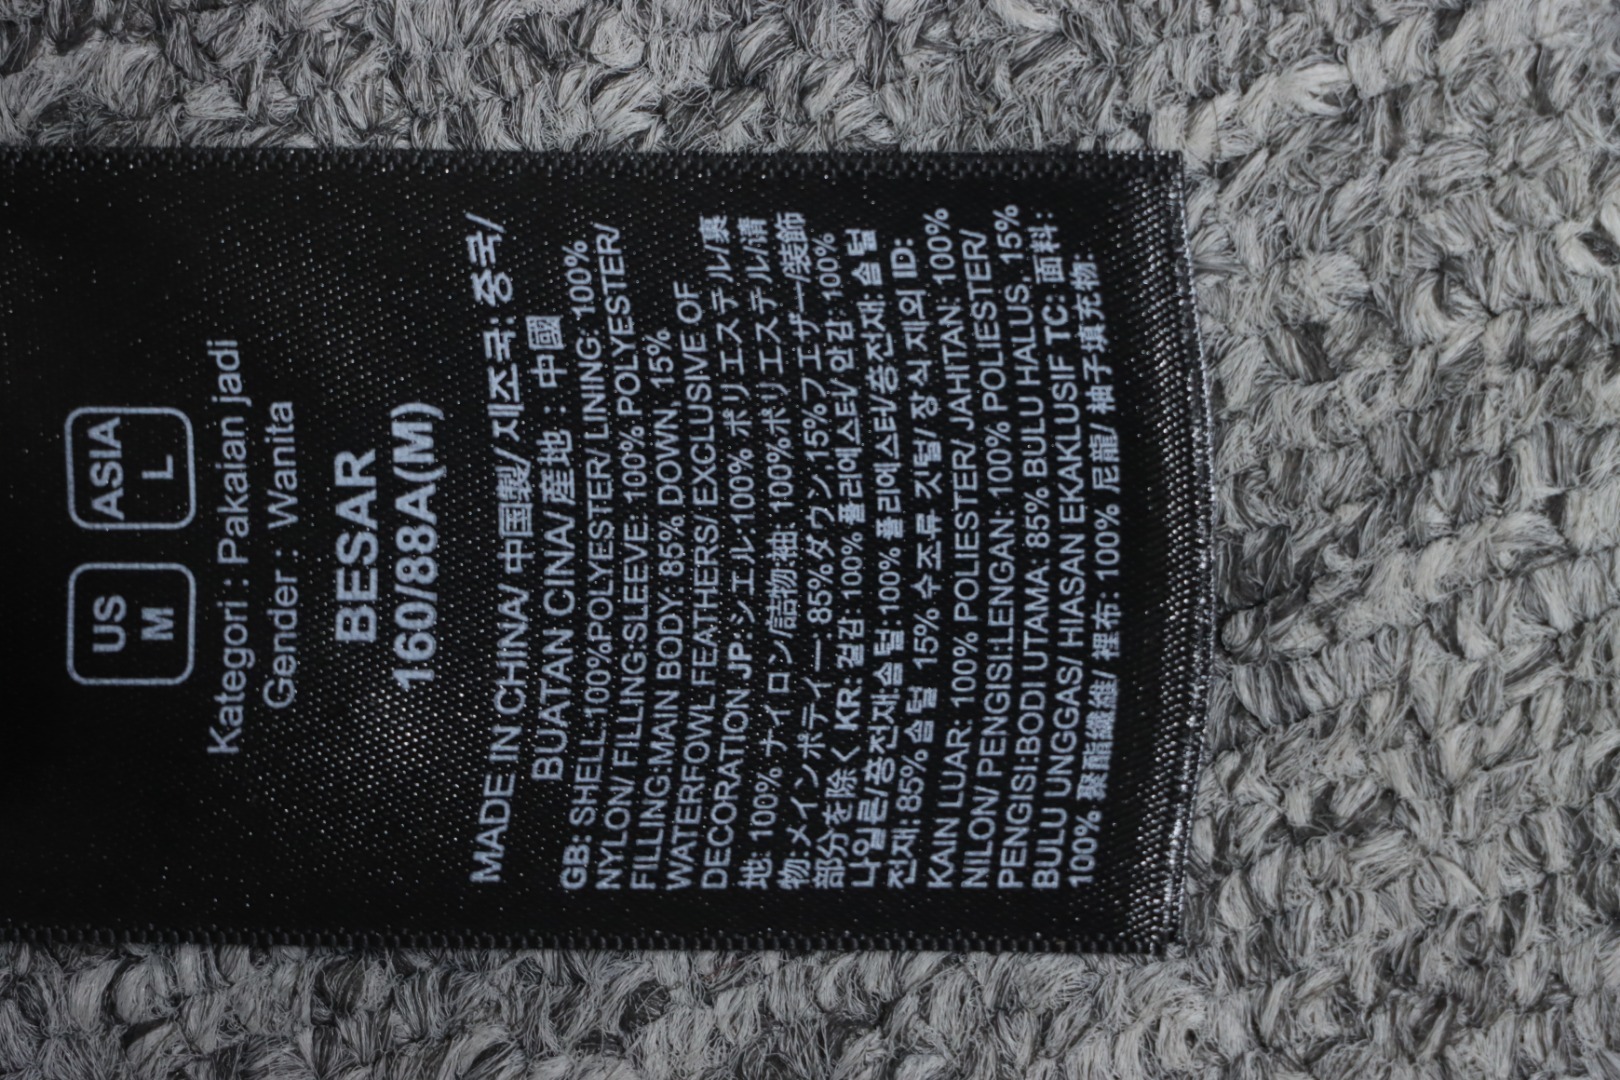 US M
ASIA L
Kategori : Pakaian jadi
Gender : Wanita
BESAR
160/88A(M)
MADE IN CHINA/ 中国製/ 제조국: 중국/
BUATAN CINA/ 產地 : 中國
GB: SHELL:100%POLYESTER/ LINING: 100%
NYLON/ FILLING:SLEEVE: 100% POLYESTER/
FILLING:MAIN BODY: 85% DOWN, 15%
WATERFOWL FEATHERS/ EXCLUSIVE OF
DECORATION JP:シエル:100% ポリ エステル/裏
地: 100% ナイロン/詰物:袖: 100%ポリ エステル/請
物: メインボディー: 85%ダウン,15%フエザー/装飾
部分を除く KR: 겉감: 100% 폴리에스터/ 안감: 100%
나일론/충전재:소매: 100% 폴리에스터/충전재: 솜털
전재: 85% 솜털 15% 수조류 깃털/ 장식 제외 ID:
KAIN LUAR: 100% POLIESTER/ JAHITAN: 100%
NILON/ PENGISI:LENGAN: 100% POLIESTER/
PENGISI:BODI UTAMA: 85% BULU HALUS, 15%
BULU UNGGAS/ HIASAN EKAKLUSIF TC: 面料 :
100% 聚酯纖維/ 裡布: 100% 尼龍/ 袖子填充物: